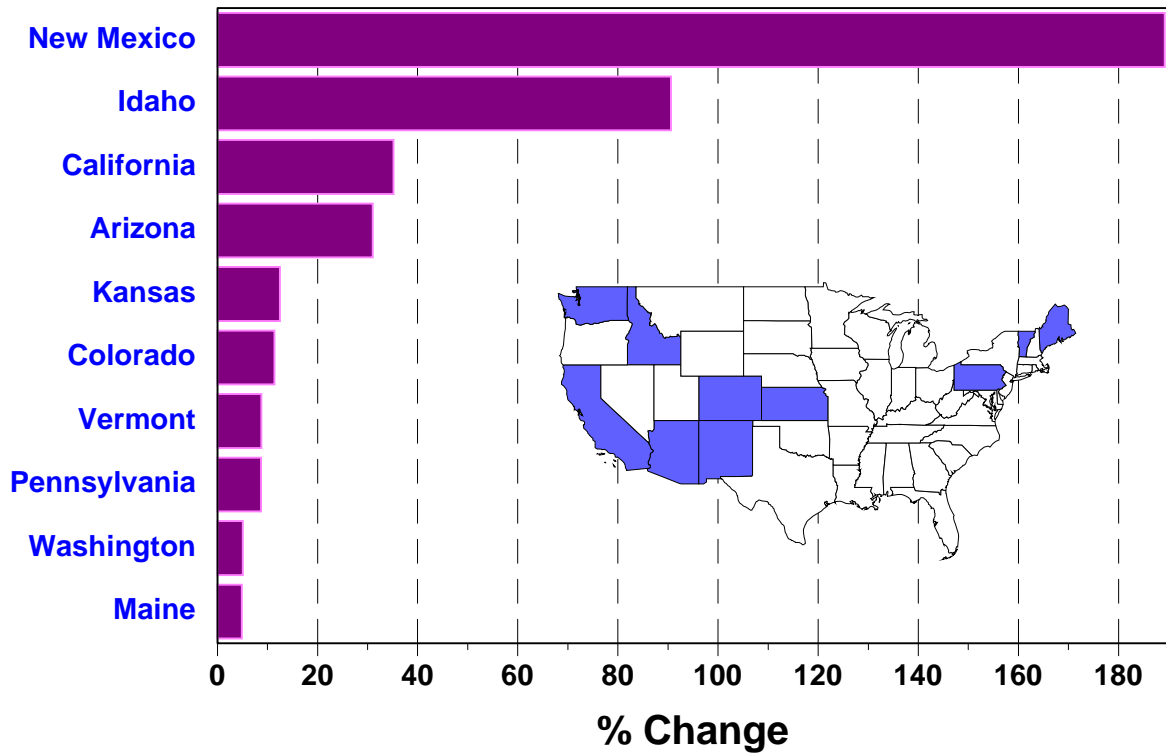 New Mexico
Idaho
California
Arizona
Kansas
Colorado
Vermont
Pennsylvania
Washington
Maine
0 20 40 60 80 100 120 140 160 180
% Change